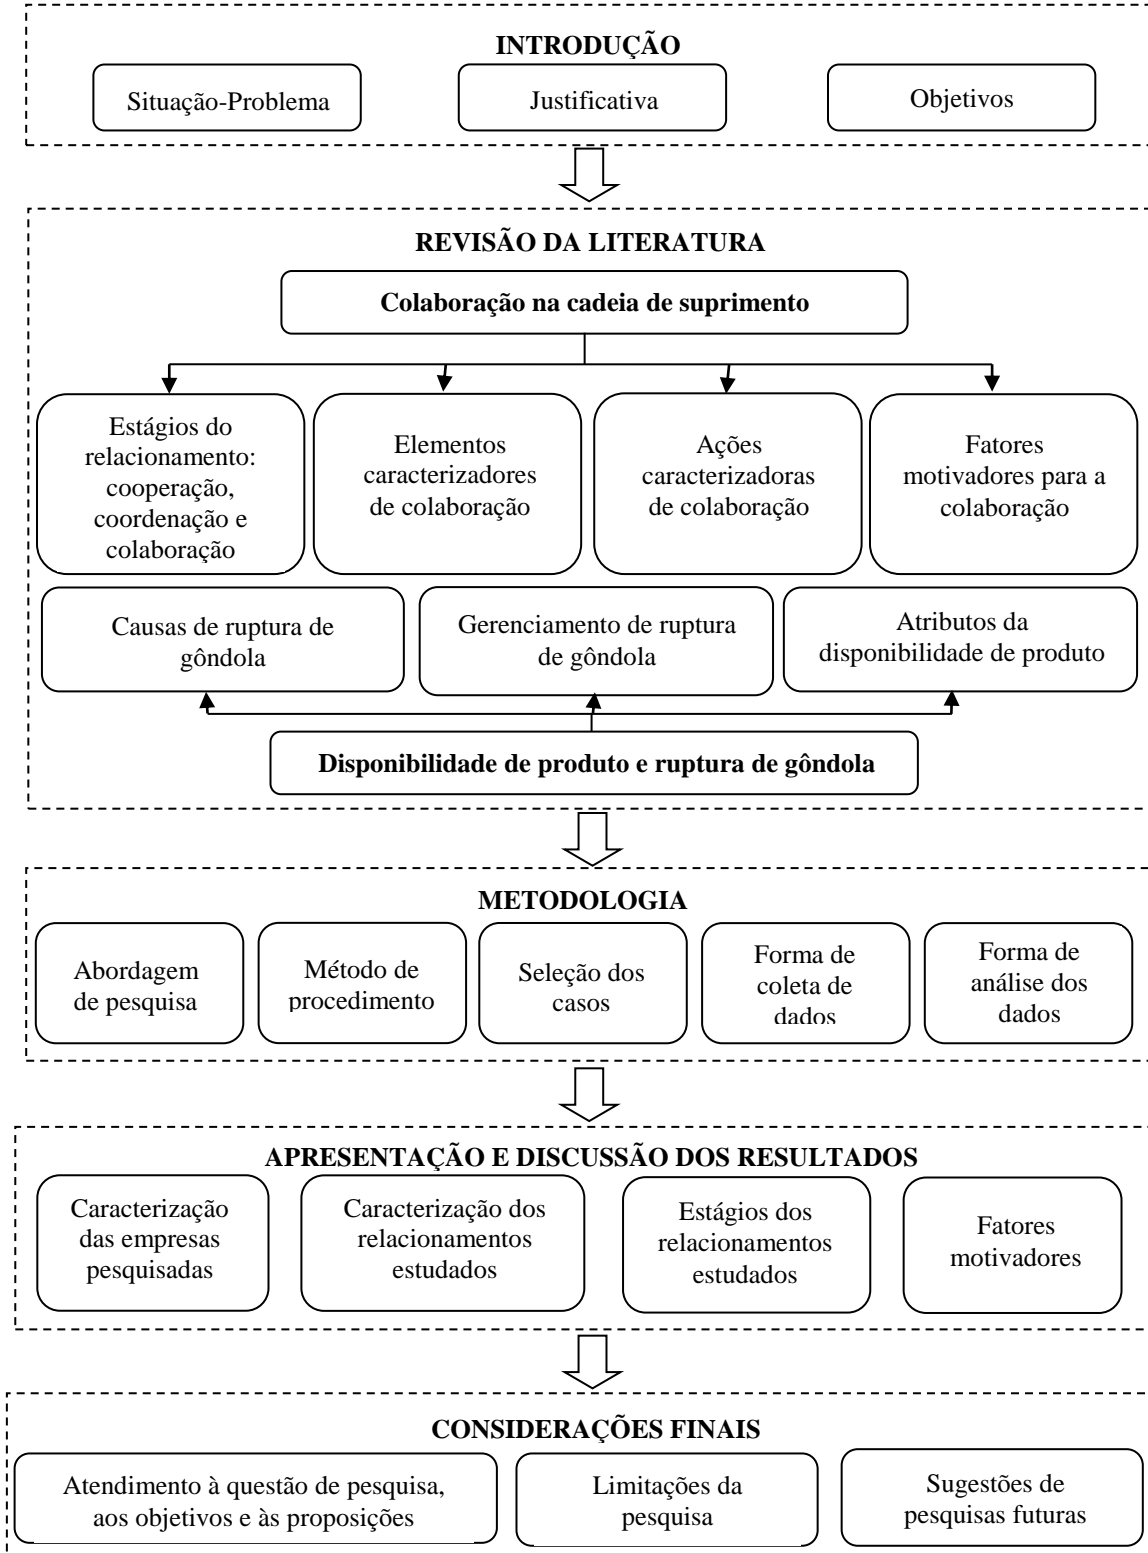 INTRODUÇÃO
Situação-Problema
Justificativa
Objetivos
REVISÃO DA LITERATURA
Colaboração na cadeia de suprimento
Estágios do
relacionamento:
cooperação,
coordenação e
colaboração
Elementos
caracterizadores
de colaboração
Ações
caracterizadoras
de colaboração
Fatores
motivadores para a
colaboração
Causas de ruptura de
gôndola
Gerenciamento de ruptura
de gôndola
Atributos da
disponibilidade de produto
Disponibilidade de produto e ruptura de gôndola
METODOLOGIA
Abordagem
de pesquisa
Método de
procedimento
Seleção dos
casos
Forma de
coleta de
dados
Forma de
análise dos
dados
APRESENTAÇÃO E DISCUSSÃO DOS RESULTADOS
Caracterização
das empresas
pesquisadas
Caracterização dos
relacionamentos
estudados
Estágios dos
relacionamentos
estudados
Fatores
motivadores
CONSIDERAÇÕES FINAIS
Atendimento à questão de pesquisa,
aos objetivos e às proposições
Limitações da
pesquisa
Sugestões de
pesquisas futuras